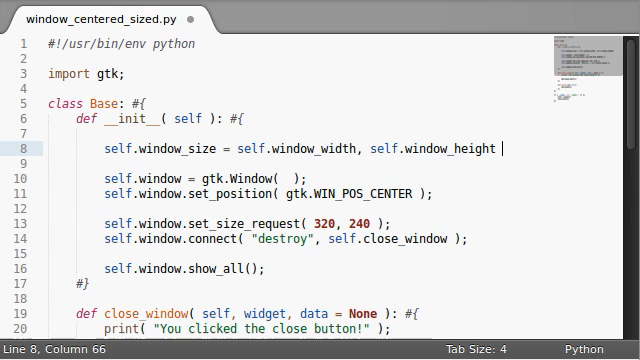 window_centered_sized.py
1 #!/usr/bin/env python
2
3 import gtk;
4
5 class Base: #{
6 def __init__( self ): #{
7
8 self.window_size = self.window_width, self.window_height
9
10 self.window = gtk.Window(  );
11 self.window.set_position( gtk.WIN_POS_CENTER );
12
13 self.window.set_size_request( 320, 240 );
14 self.window.connect( "destroy", self.close_window );
15
16 self.window.show_all();
17 #}
18
19 def close_window( self, widget, data = None ): #{
20 print( "You clicked the close button!" );
Line 8, Column 66 Tab Size: 4 Python